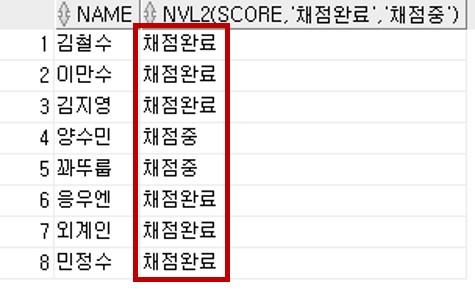 NAME NVL2(SCORE,'채점완료','채점중')
1 김철수 채점완료
2 이만수 채점완료
3 김지영 채점완료
4 양수민 채점중
5 꽈뚜룹 채점중
6 응우엔 채점완료
7 외계인 채점완료
8 민정수 채점완료